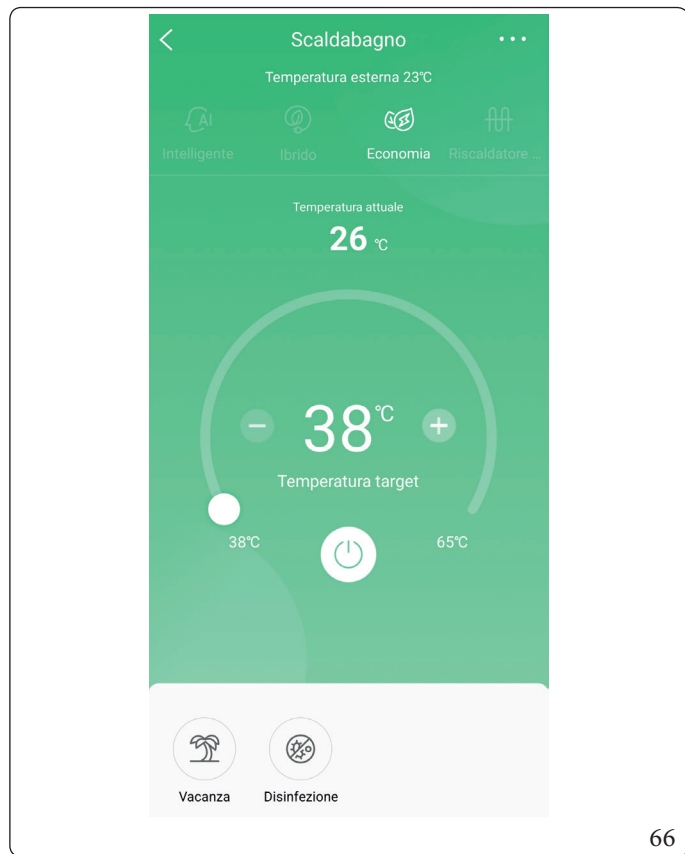 Scaldabagno
Temperatura esterna 23℃
AI
Intelligente Ibrido Economia Riscaldatore ...
Temperatura attuale
26 ℃
38℃
Temperatura target
38℃ 65℃
Vacanza Disinfezione
66